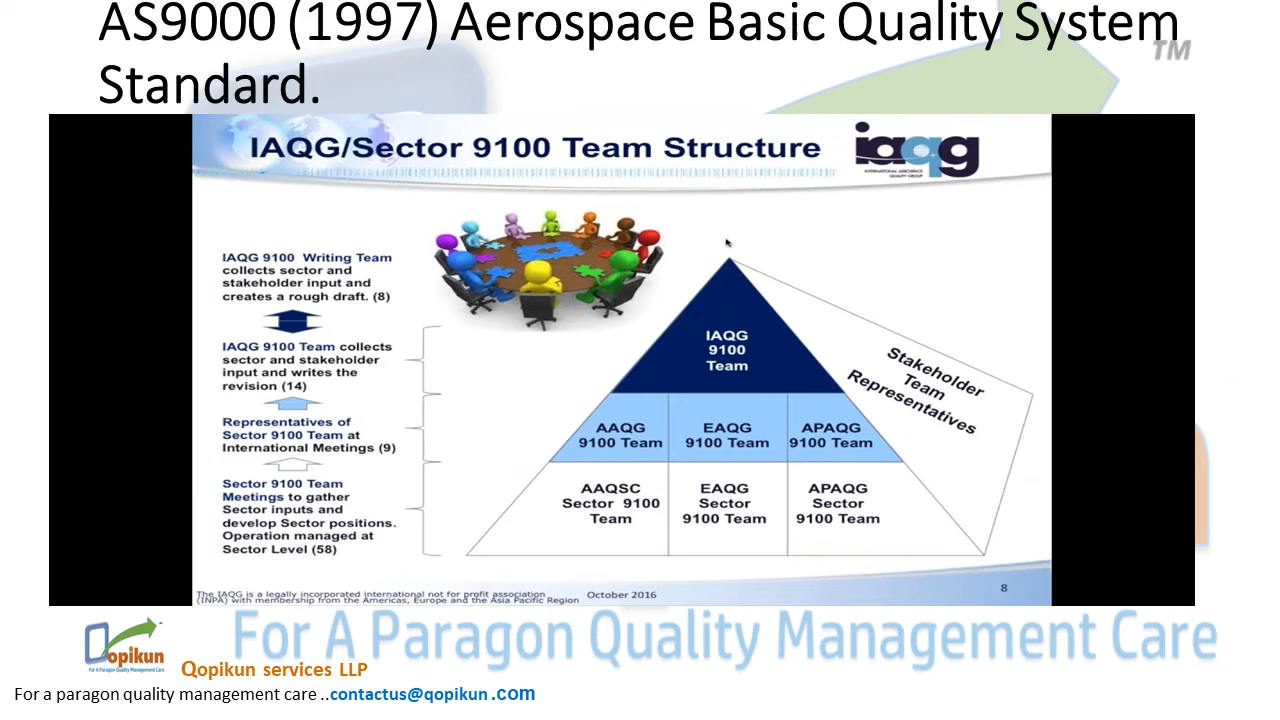 AS9000 (1997) Aerospace Basic Quality System
Standard.
TM
IAQG/Sector 9100 Team Structure
iaqg
INTERNATIONAL AEROSPACE
QUALITY GROUP
IAQG 9100 Writing Team
collects sector and
stakeholder input and
creates a rough draft. (8)
IAQG 9100 Team collects
sector and stakeholder
input and writes the
revision (14)
Representatives of
Sector 9100 Team at
International Meetings (9)
Sector 9100 Team
Meetings to gather
Sector inputs and
develop Sector positions.
Operation managed at
Sector Level (58)
IAQG
9100
Team
Stakeholder
Team
Representatives
AAQG
9100 Team
EAQG
9100 Team
APAQG
9100 Team
AAQSC
Sector 9100
Team
EAQG
Sector
9100 Team
APAQG
Sector
9100 Team
The IAQG is a legally incorporated international not for profit association
(INPA) with membership from the Americas, Europe and the Asia Pacific Region
October 2016
8
For A Paragon Quality Management Care
Qopikun
For A Paragon Quality Management Care
Qopikun services LLP
For a paragon quality management care ..contactus@qopikun .com